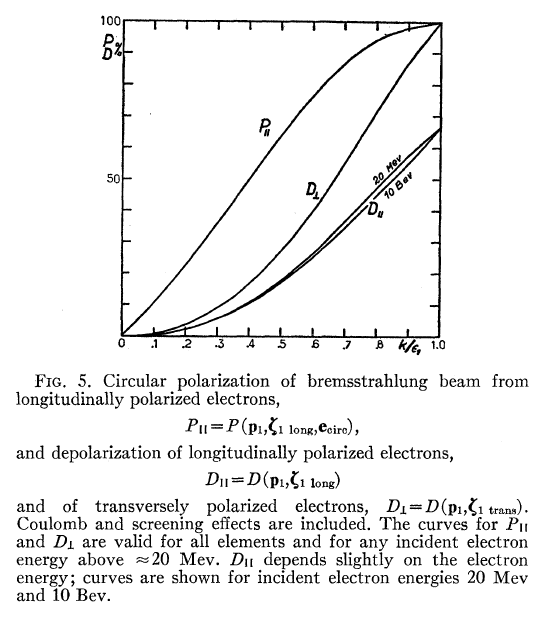 100
P%
D%
P||
D⊥
20 Mev
D||
10 Bev
50
0 .1 .2 .3 .4 .5 .6 .7 .8 k/ε₁ 1.0
FIG. 5. Circular polarization of bremsstrahlung beam from
longitudinally polarized electrons,
P|| = P(p₁,ζ₁ long,e_circ),
and depolarization of longitudinally polarized electrons,
D|| = D(p₁,ζ₁ long)
and of transversely polarized electrons, D⊥ = D(p₁,ζ₁ trans).
Coulomb and screening effects are included. The curves for P||
and D⊥ are valid for all elements and for any incident electron
energy above ≈20 Mev. D|| depends slightly on the electron
energy; curves are shown for incident electron energies 20 Mev
and 10 Bev.